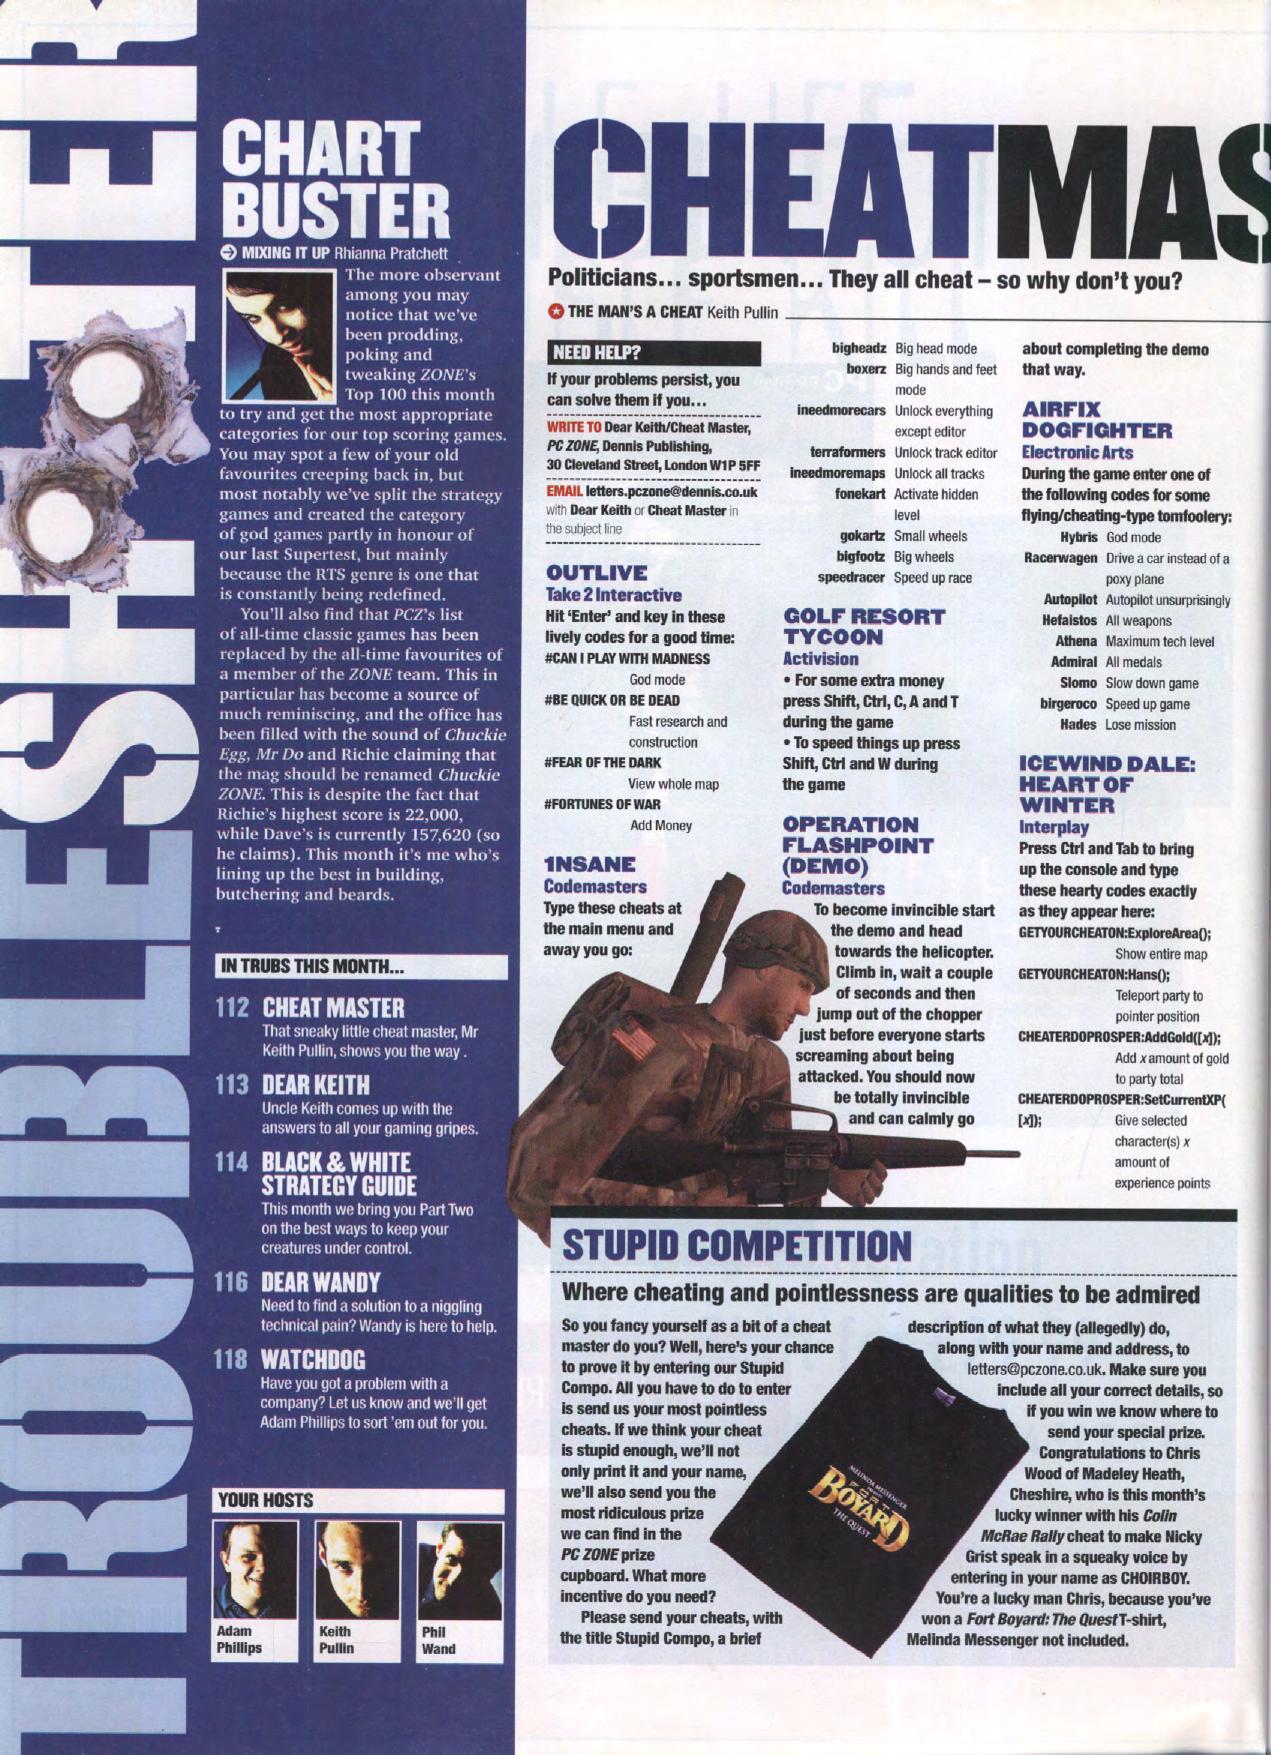 TROUBLESHOOTER
CHART
BUSTER
MIXING IT UP Rhianna Pratchett
The more observant
among you may
notice that we've
been prodding,
poking and
tweaking ZONE's
Top 100 this month
to try and get the most appropriate
categories for our top scoring games.
You may spot a few of your old
favourites creeping back in, but
most notably we've split the strategy
games and created the category
of god games partly in honour of
our last Supertest, but mainly
because the RTS genre is one that
is constantly being redefined.
You'll also find that PCZ's list
of all-time classic games has been
replaced by the all-time favourites of
a member of the ZONE team. This in
particular has become a source of
much reminiscing, and the office has
been filled with the sound of Chuckie
Egg, Mr Do and Richie claiming that
the mag should be renamed Chuckie
ZONE. This is despite the fact that
Richie's highest score is 22,000,
while Dave's is currently 157,620 (so
he claims). This month it's me who's
lining up the best in building,
butchering and beards.
IN TRUBS THIS MONTH...
112 CHEAT MASTER
That sneaky little cheat master, Mr
Keith Pullin, shows you the way .
113 DEAR KEITH
Uncle Keith comes up with the
answers to all your gaming gripes.
114 BLACK & WHITE
STRATEGY GUIDE
This month we bring you Part Two
on the best ways to keep your
creatures under control.
116 DEAR WANDY
Need to find a solution to a niggling
technical pain? Wandy is here to help.
118 WATCHDOG
Have you got a problem with a
company? Let us know and we'll get
Adam Phillips to sort 'em out for you.
YOUR HOSTS
Adam
Phillips
Keith
Pullin
Phil
Wand
CHEATMAS
Politicians... sportsmen... They all cheat – so why don't you?
THE MAN'S A CHEAT Keith Pullin
NEED HELP?
If your problems persist, you
can solve them if you...
WRITE TO Dear Keith/Cheat Master,
PC ZONE, Dennis Publishing,
30 Cleveland Street, London W1P 5FF
EMAIL letters.pczone@dennis.co.uk
with Dear Keith or Cheat Master in
the subject line
OUTLIVE
Take 2 Interactive
Hit 'Enter' and key in these
lively codes for a good time:
#CAN I PLAY WITH MADNESS
God mode
#BE QUICK OR BE DEAD
Fast research and
construction
#FEAR OF THE DARK
View whole map
#FORTUNES OF WAR
Add Money
1NSANE
Codemasters
Type these cheats at
the main menu and
away you go:
bigheadz Big head mode
boxerz Big hands and feet
mode
ineedmorecars Unlock everything
except editor
terraformers Unlock track editor
ineedmoremaps Unlock all tracks
fonekart Activate hidden
level
gokartz Small wheels
bigfootz Big wheels
speedracer Speed up race
GOLF RESORT
TYCOON
Activision
• For some extra money
press Shift, Ctrl, C, A and T
during the game
• To speed things up press
Shift, Ctrl and W during
the game
OPERATION
FLASHPOINT
(DEMO)
Codemasters
To become invincible start
the demo and head
towards the helicopter.
Climb in, wait a couple
of seconds and then
jump out of the chopper
just before everyone starts
screaming about being
attacked. You should now
be totally invincible
and can calmly go
about completing the demo
that way.
AIRFIX
DOGFIGHTER
Electronic Arts
During the game enter one of
the following codes for some
flying/cheating-type tomfoolery:
Hybris God mode
Racerwagen Drive a car instead of a
poxy plane
Autopilot Autopilot unsurprisingly
Hefaistos All weapons
Athena Maximum tech level
Admiral All medals
Slomo Slow down game
birgeroco Speed up game
Hades Lose mission
ICEWIND DALE:
HEART OF
WINTER
Interplay
Press Ctrl and Tab to bring
up the console and type
these hearty codes exactly
as they appear here:
GETYOURCHEATON:ExploreArea();
Show entire map
GETYOURCHEATON:Hans();
Teleport party to
pointer position
CHEATERDOPROSPER:AddGold([x]);
Add x amount of gold
to party total
CHEATERDOPROSPER:SetCurrentXP(
[x]); Give selected
character(s) x
amount of
experience points
STUPID COMPETITION
Where cheating and pointlessness are qualities to be admired
So you fancy yourself as a bit of a cheat
master do you? Well, here's your chance
to prove it by entering our Stupid
Compo. All you have to do to enter
is send us your most pointless
cheats. If we think your cheat
is stupid enough, we'll not
only print it and your name,
we'll also send you the
most ridiculous prize
we can find in the
PC ZONE prize
cupboard. What more
incentive do you need?
Please send your cheats, with
the title Stupid Compo, a brief
description of what they (allegedly) do,
along with your name and address, to
letters@pczone.co.uk. Make sure you
include all your correct details, so
if you win we know where to
send your special prize.
Congratulations to Chris
Wood of Madeley Heath,
Cheshire, who is this month's
lucky winner with his Colin
McRae Rally cheat to make Nicky
Grist speak in a squeaky voice by
entering in your name as CHOIRBOY.
You're a lucky man Chris, because you've
won a Fort Boyard: The Quest T-shirt,
Melinda Messenger not included.
MELINDA MESSENGER
FORT
BOYARD
THE QUEST